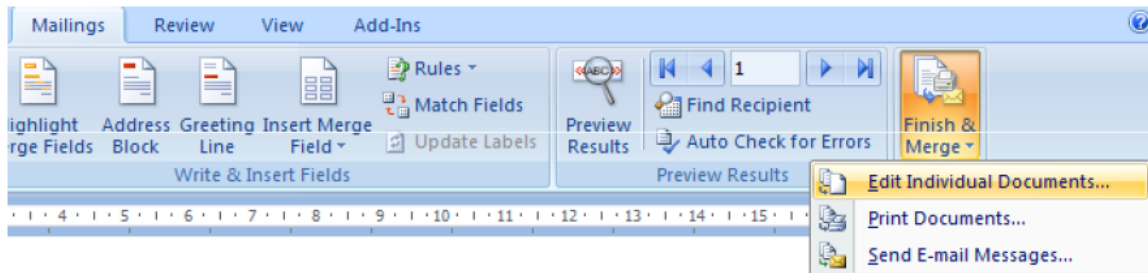 Mailings Review View Add-Ins
Rules
Match Fields
Update Labels
ighlight
rge Fields
Address
Block
Greeting
Line
Insert Merge
Field
Write & Insert Fields
«ABC»
Preview
Results
1
Find Recipient
Auto Check for Errors
Preview Results
Finish &
Merge
Edit Individual Documents...
Print Documents...
Send E-mail Messages...
4 5 6 7 8 9 10 11 12 13 14 15